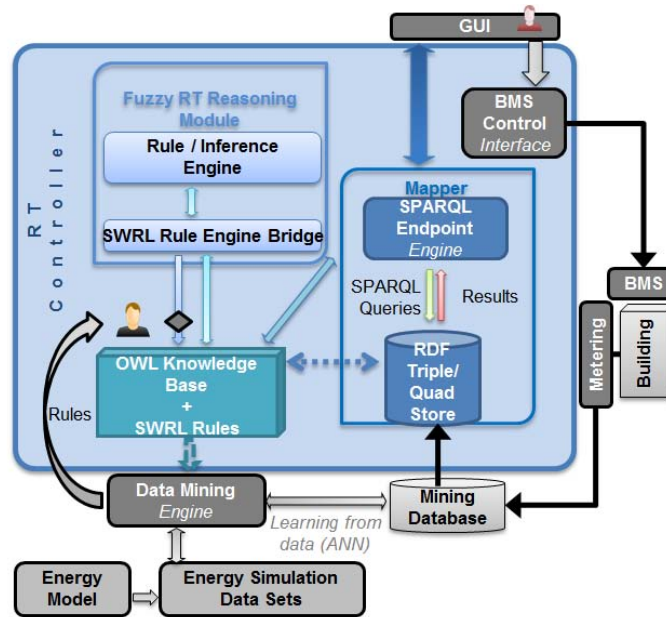 GUI
Fuzzy RT Reasoning
Module
Rule / Inference
Engine
SWRL Rule Engine Bridge
BMS
Control
Interface
Mapper
SPARQL
Endpoint
Engine
SPARQL
Queries
Results
RDF
Triple/
Quad
Store
RT
Controller
BMS
Metering
Building
OWL Knowledge
Base
+
SWRL Rules
Rules
Data Mining
Engine
Learning from
data (ANN)
Mining
Database
Energy
Model
Energy Simulation
Data Sets